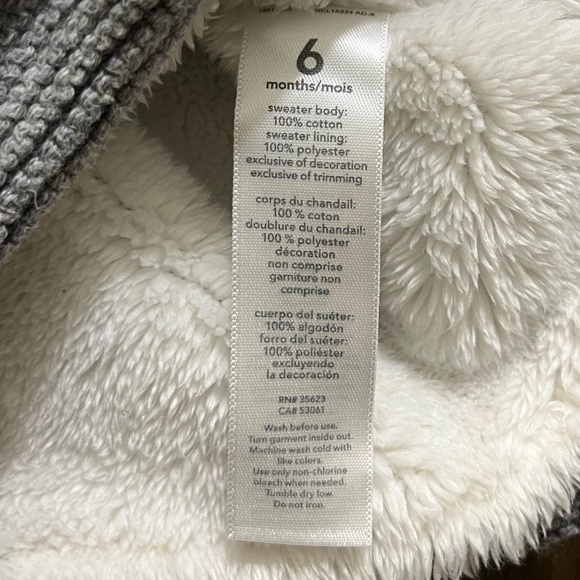 6
months/mois
sweater body:
100% cotton
sweater lining:
100% polyester
exclusive of decoration
exclusive of trimming
corps du chandail:
100 % coton
doublure du chandail:
100 % polyester
décoration
non comprise
garniture non
comprise
cuerpo del suéter:
100% algodón
forro del suéter:
100% poliéster
excluyendo
la decoración
RN# 35623
CA# 53061
Wash before use.
Turn garment inside out.
Machine wash cold with
like colors.
Use only non-chlorine
bleach when needed.
Tumble dry low.
Do not iron.